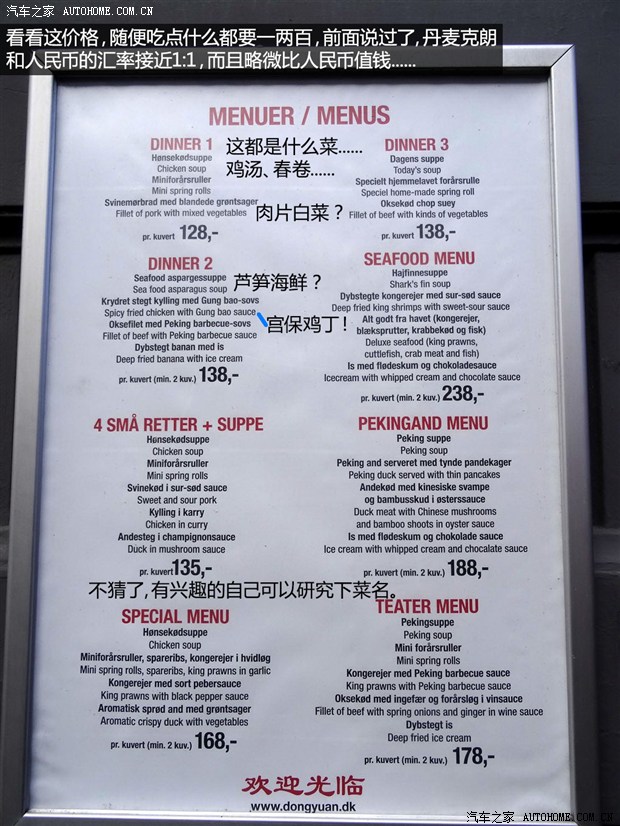 汽车之家 AUTOHOME.COM.CN
看看这价格,随便吃点什么都要一两百,前面说过了,丹麦克朗
和人民币的汇率接近1:1,而且略微比人民币值钱......
MENUER / MENUS
DINNER 1
Hønsekødsuppe
Chicken soup
Miniforårsruller
Mini spring rolls
Svinemørbrad med blandede grøntsager
Fillet of pork with mixed vegetables
pr. kuvert 128,-
这都是什么菜......
鸡汤、春卷......
肉片白菜?
DINNER 3
Dagens suppe
Today's soup
Specielt hjemmelavet forårsrulle
Special home-made spring roll
Oksekød chop suey
Fillet of beef with kinds of vegetables
pr. kuvert 138,-
DINNER 2
Seafood aspargessuppe
Sea food asparagus soup
Krydret stegt kylling med Gung bao-sovs
Spicy fried chicken with Gung bao sauce
Oksefilet med Peking barbecue-sovs
Fillet of beef with Peking barbecue sauce
Dybstegt banan med is
Deep fried banana with ice cream
pr. kuvert (min. 2 kuv.) 138,-
芦笋海鲜?
宫保鸡丁!
SEAFOOD MENU
Hajfinnesuppe
Shark's fin soup
Dybstegte kongerejer med sur-sød sauce
Deep fried king shrimps with sweet-sour sauce
Alt godt fra havet (kongerejer,
blæksprutter, krabbekød og fisk)
Deluxe seafood (king prawns,
cuttlefish, crab meat and fish)
Is med flødeskum og chokoladesauce
Icecream with whipped cream and chocolate sauce
pr. kuvert (min. 2 kuv.) 238,-
4 SMÅ RETTER + SUPPE
Hønsekødsuppe
Chicken soup
Miniforårsruller
Mini spring rolls
Svinekød i sur-sød sauce
Sweet and sour pork
Kylling i karry
Chicken in curry
Andesteg i champignonsauce
Duck in mushroom sauce
pr. kuvert 135,-
PEKINGAND MENU
Peking suppe
Peking soup
Peking and serveret med tynde pandekager
Peking duck served with thin pancakes
Andekød med kinesiske svampe
og bambusskud i østerssauce
Duck meat with Chinese mushrooms
and bamboo shoots in oyster sauce
Is med flødeskum og chokolade sauce
Ice cream with whipped cream and chocalate sauce
pr. kuvert (min. 2 kuv.) 188,-
不猜了,有兴趣的自己可以研究下菜名。
SPECIAL MENU
Hønsekødsuppe
Chicken soup
Miniforårsruller, spareribs, kongerejer i hvidløg
Mini spring rolls, spareribs, king prawns in garlic
Kongerejer med sort pebersauce
King prawns with black pepper sauce
Aromatisk sprød and med grøntsager
Aromatic crispy duck with vegetables
pr. kuvert (min. 2 kuv.) 168,-
TEATER MENU
Pekingsuppe
Peking soup
Mini forårsruller
Mini spring rolls
Kongerejer med Peking barbecue sauce
King prawns with Peking barbecue sauce
Oksekød med ingefær og forårsløg i vinsauce
Fillet of beef with spring onions and ginger in wine sauce
Dybstegt is
Deep fried ice cream
pr. kuvert (min. 2 kuv.) 178,-
欢迎光临
www.dongyuan.dk
汽车之家 AUTOHOME.COM.CN